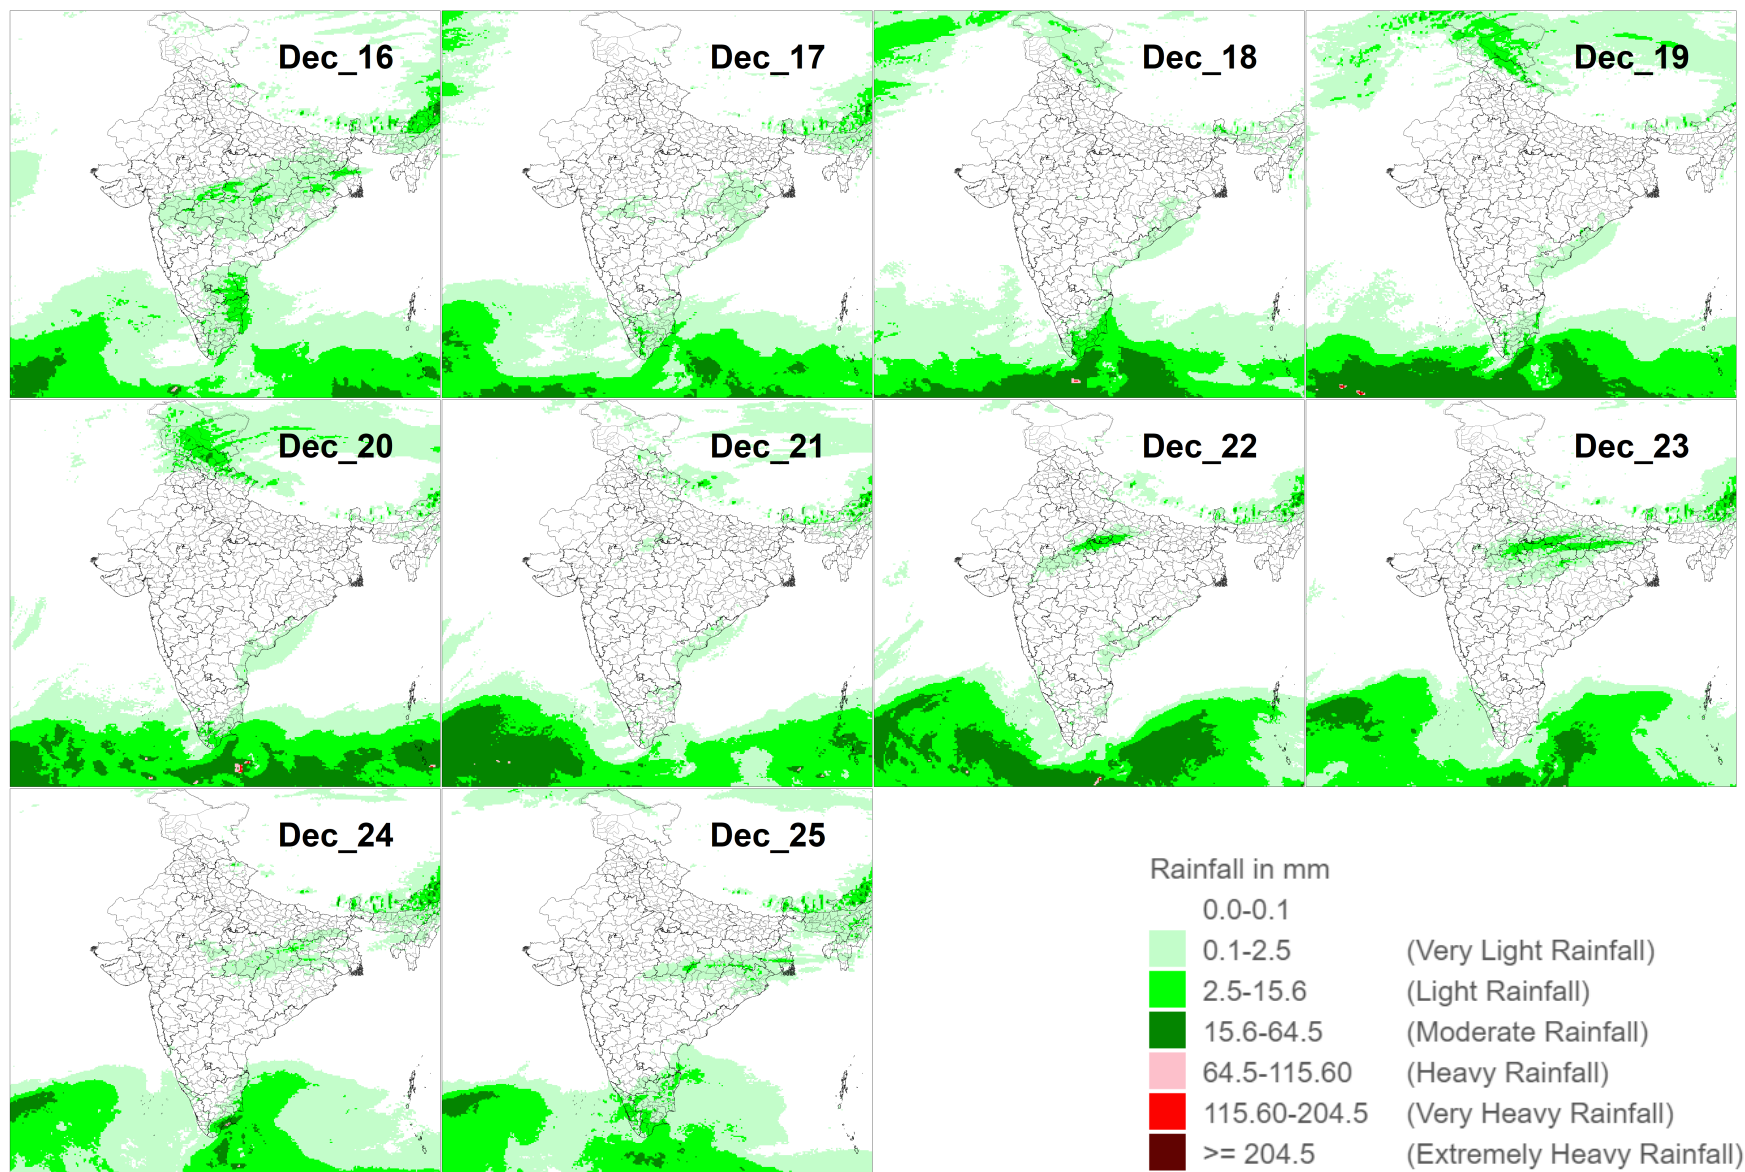 Dec_16
Dec_17
Dec_18
Dec_19
Dec_20
Dec_21
Dec_22
Dec_23
Dec_24
Dec_25
Rainfall in mm
0.0-0.1
0.1-2.5 (Very Light Rainfall)
2.5-15.6 (Light Rainfall)
15.6-64.5 (Moderate Rainfall)
64.5-115.60 (Heavy Rainfall)
115.60-204.5 (Very Heavy Rainfall)
>= 204.5 (Extremely Heavy Rainfall)